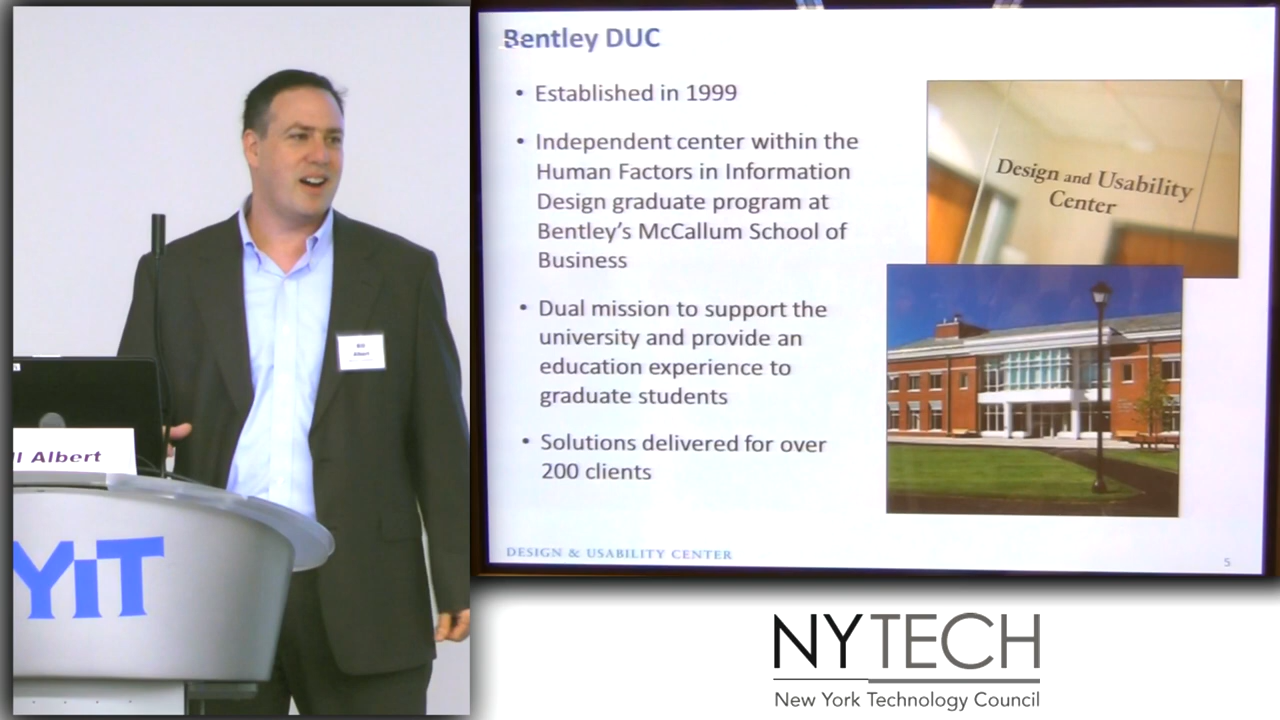 Bill
Albert
ll Albert
YiT
Bentley DUC
• Established in 1999
• Independent center within the
Human Factors in Information
Design graduate program at
Bentley’s McCallum School of
Business
• Dual mission to support the
university and provide an
education experience to
graduate students
• Solutions delivered for over
200 clients
Design and Usability
Center
DESIGN & USABILITY CENTER
5
NYTECH
New York Technology Council